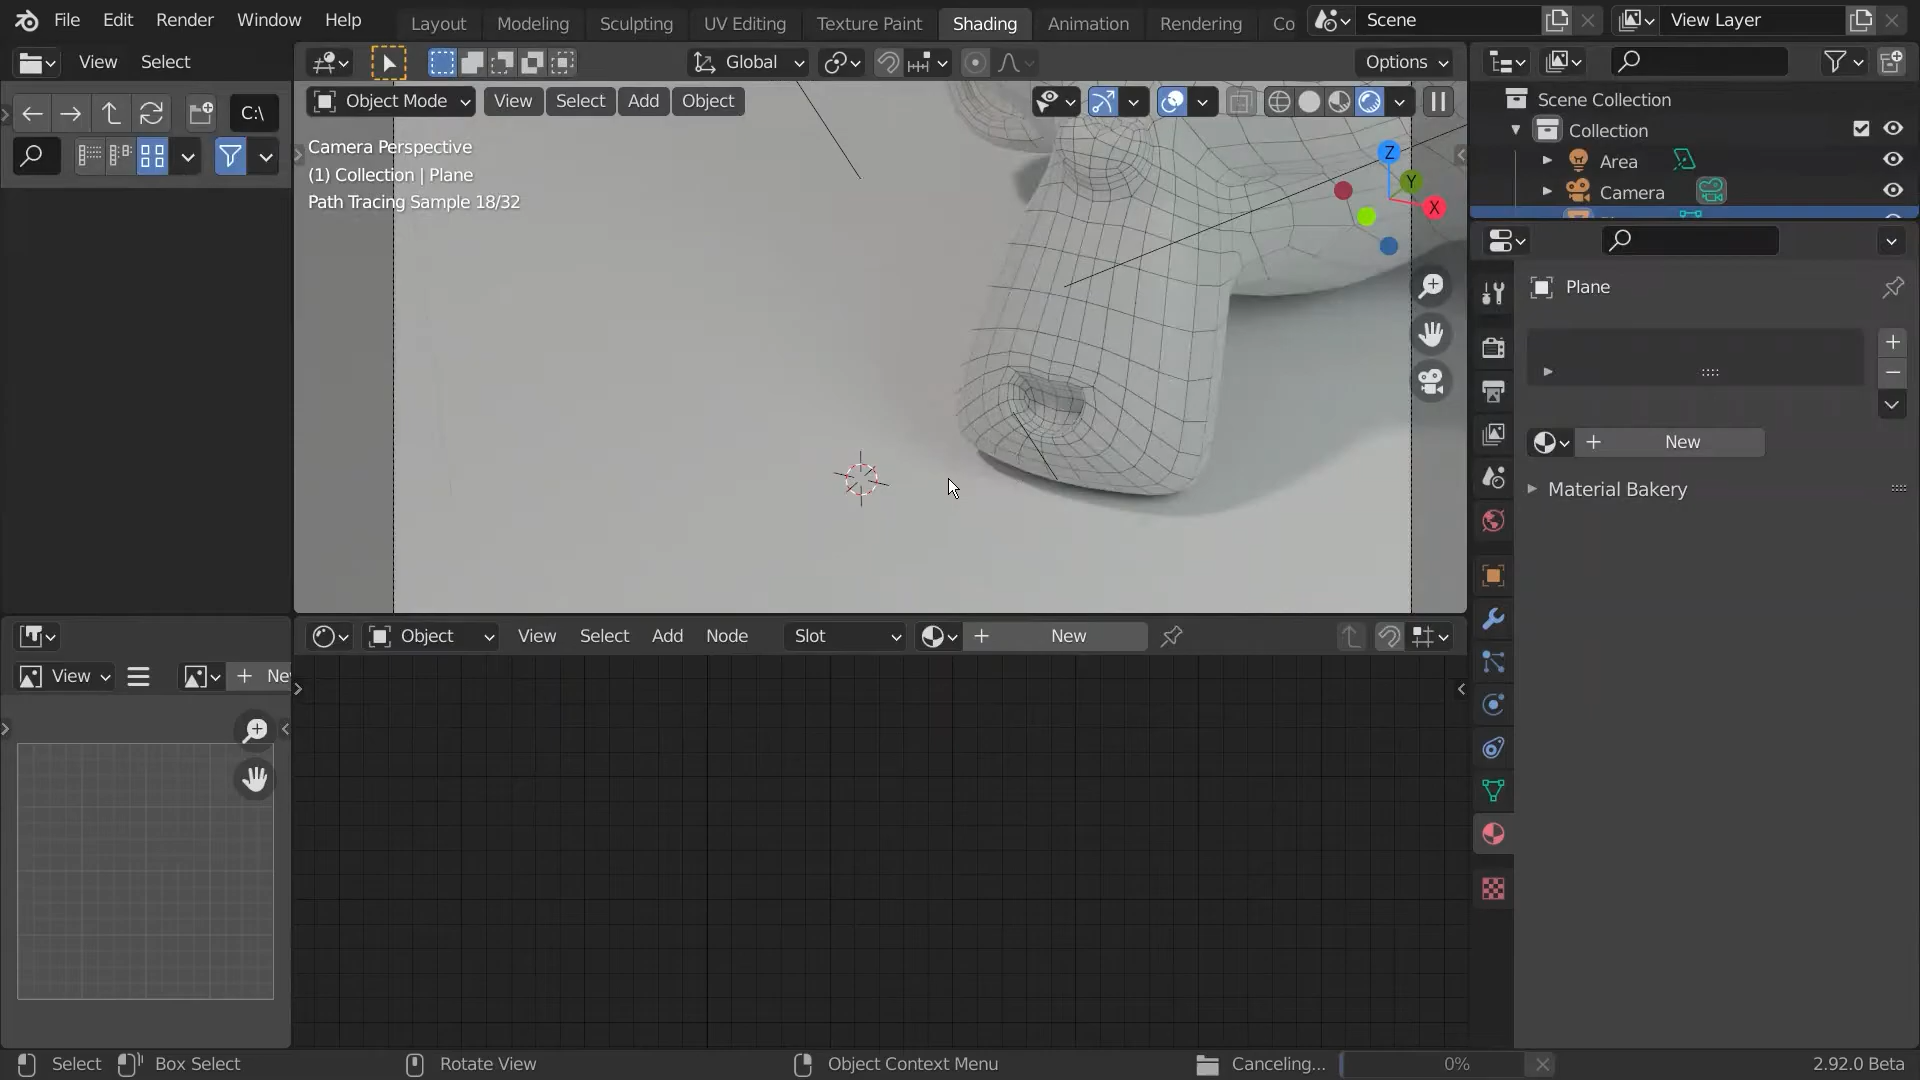 File Edit Render Window Help
Layout Modeling Sculpting UV Editing Texture Paint Shading Animation Rendering Co
Scene
View Layer
View Select
Global
Options
C:\
Object Mode View Select Add Object
Camera Perspective
(1) Collection | Plane
Path Tracing Sample 18/32
Z
Y
X
Scene Collection
Collection
Area
Camera
Plane
New
Material Bakery
Object View Select Add Node Slot New
View Ne
Select Box Select Rotate View Object Context Menu Canceling... 0% 2.92.0 Beta